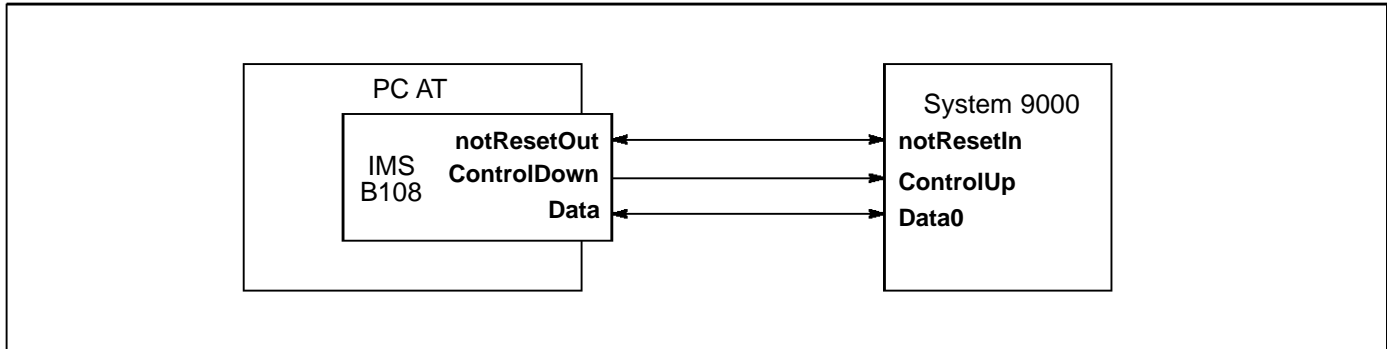 PC AT
IMS
B108
notResetOut
ControlDown
Data
System 9000
notResetIn
ControlUp
Data0